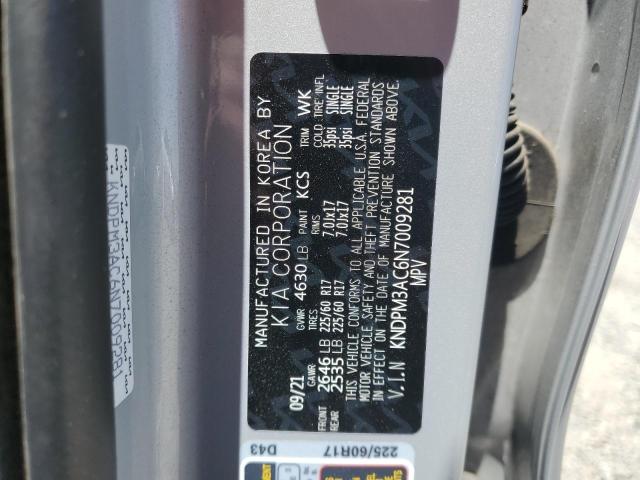 MANUFACTURED IN KOREA BY
KIA CORPORATION
09/21 GVWR 4630 LB PAINT KCS TRIM WK
GAWR TIRES RIMS COLD TIRE INFL
FRONT 2646 LB 225/60 R17 7.0Jx17 35psi SINGLE
REAR 2535 LB 225/60 R17 7.0Jx17 35psi SINGLE
THIS VEHICLE CONFORMS TO ALL APPLICABLE U.S.A. FEDERAL
MOTOR VEHICLE SAFETY AND THEFT PREVENTION STANDARDS
IN EFFECT ON THE DATE OF MANUFACTURE SHOWN ABOVE.
V.I.N KNDPM3AC6N7009281
MPV
KNDPM3AC6N7009281
D43
225/60R17